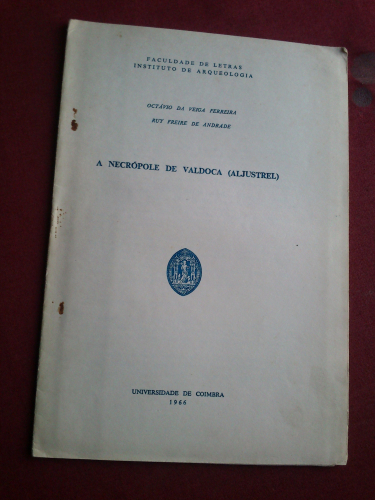 FACULDADE DE LETRAS
INSTITUTO DE ARQUEOLOGIA
OCTÁVIO DA VEIGA FERREIRA
RUY FREIRE DE ANDRADE
A NECRÓPOLE DE VALDOCA (ALJUSTREL)
UNIVERSIDADE DE COIMBRA
1966